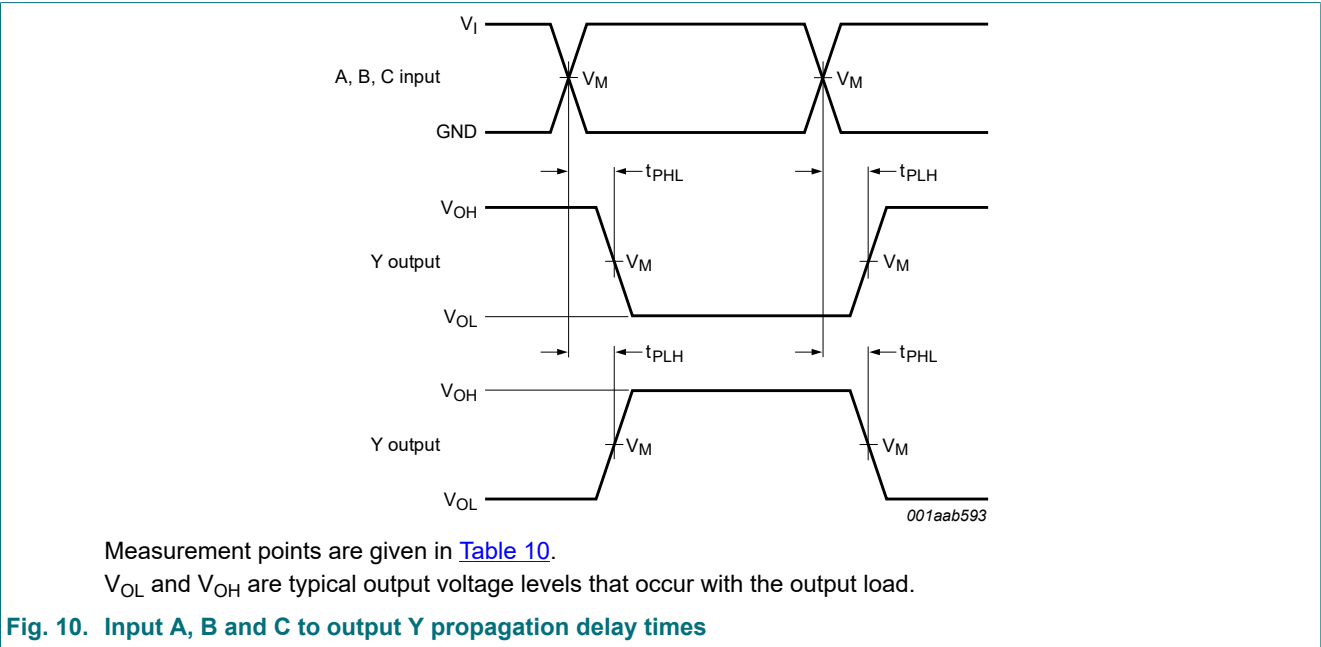 VI
A, B, C input
VM
VM
GND
tPHL
tPLH
VOH
Y output
VM
VM
VOL
tPLH
tPHL
VOH
Y output
VM
VM
VOL
001aab593
Measurement points are given in Table 10.
VOL and VOH are typical output voltage levels that occur with the output load.
Fig. 10. Input A, B and C to output Y propagation delay times